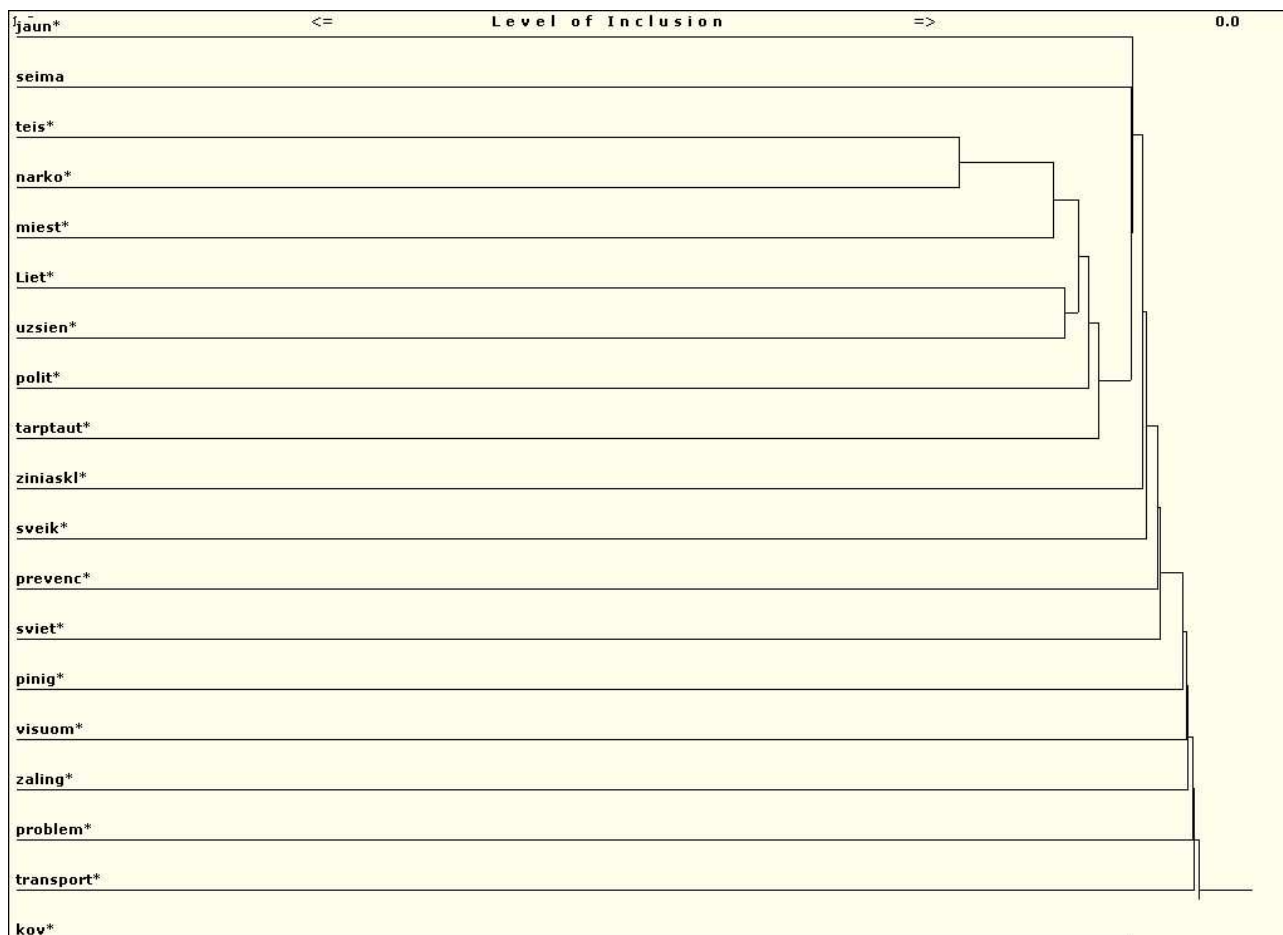 <= Level of Inclusion => 0.0
jaun*
seima
teis*
narko*
miest*
Liet*
uzsien*
polit*
tarptaut*
ziniaskl*
sveik*
prevenc*
sviet*
pinig*
visuom*
zaling*
problem*
transport*
kov*